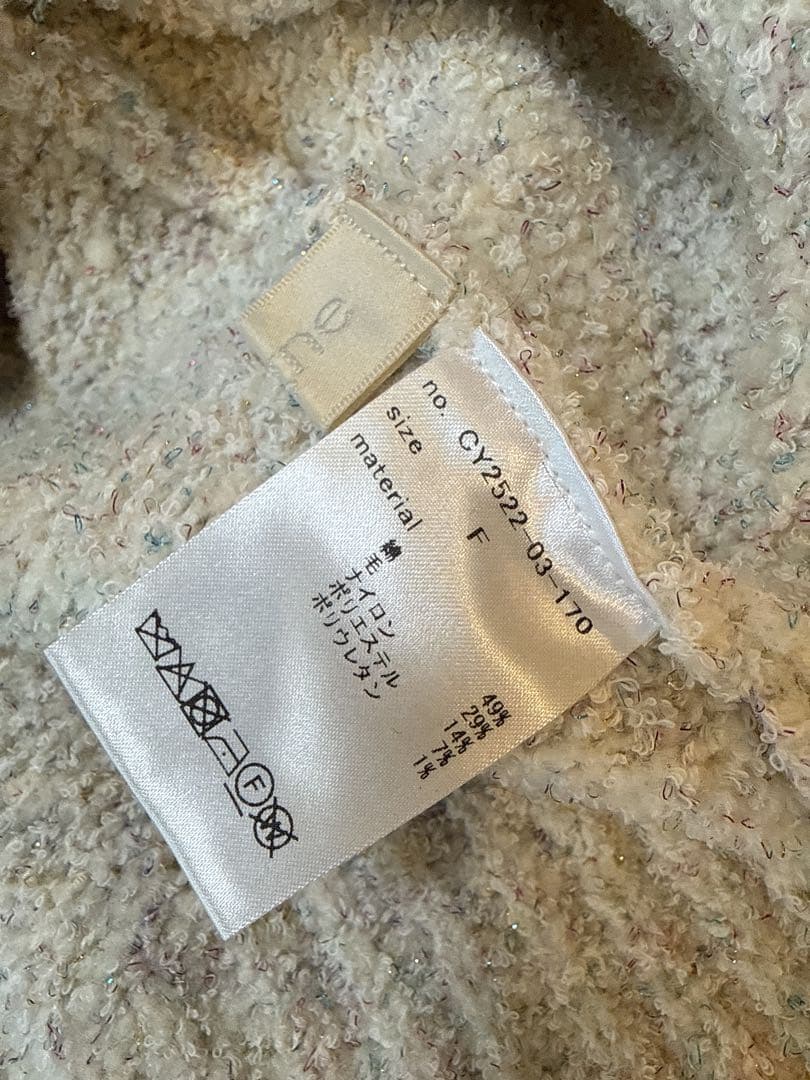 no. CY2522-03-170
size F
material
綿 49%
毛 29%
ナイロン 14%
ポリエステル 7%
ポリウレタン 1%
F
W